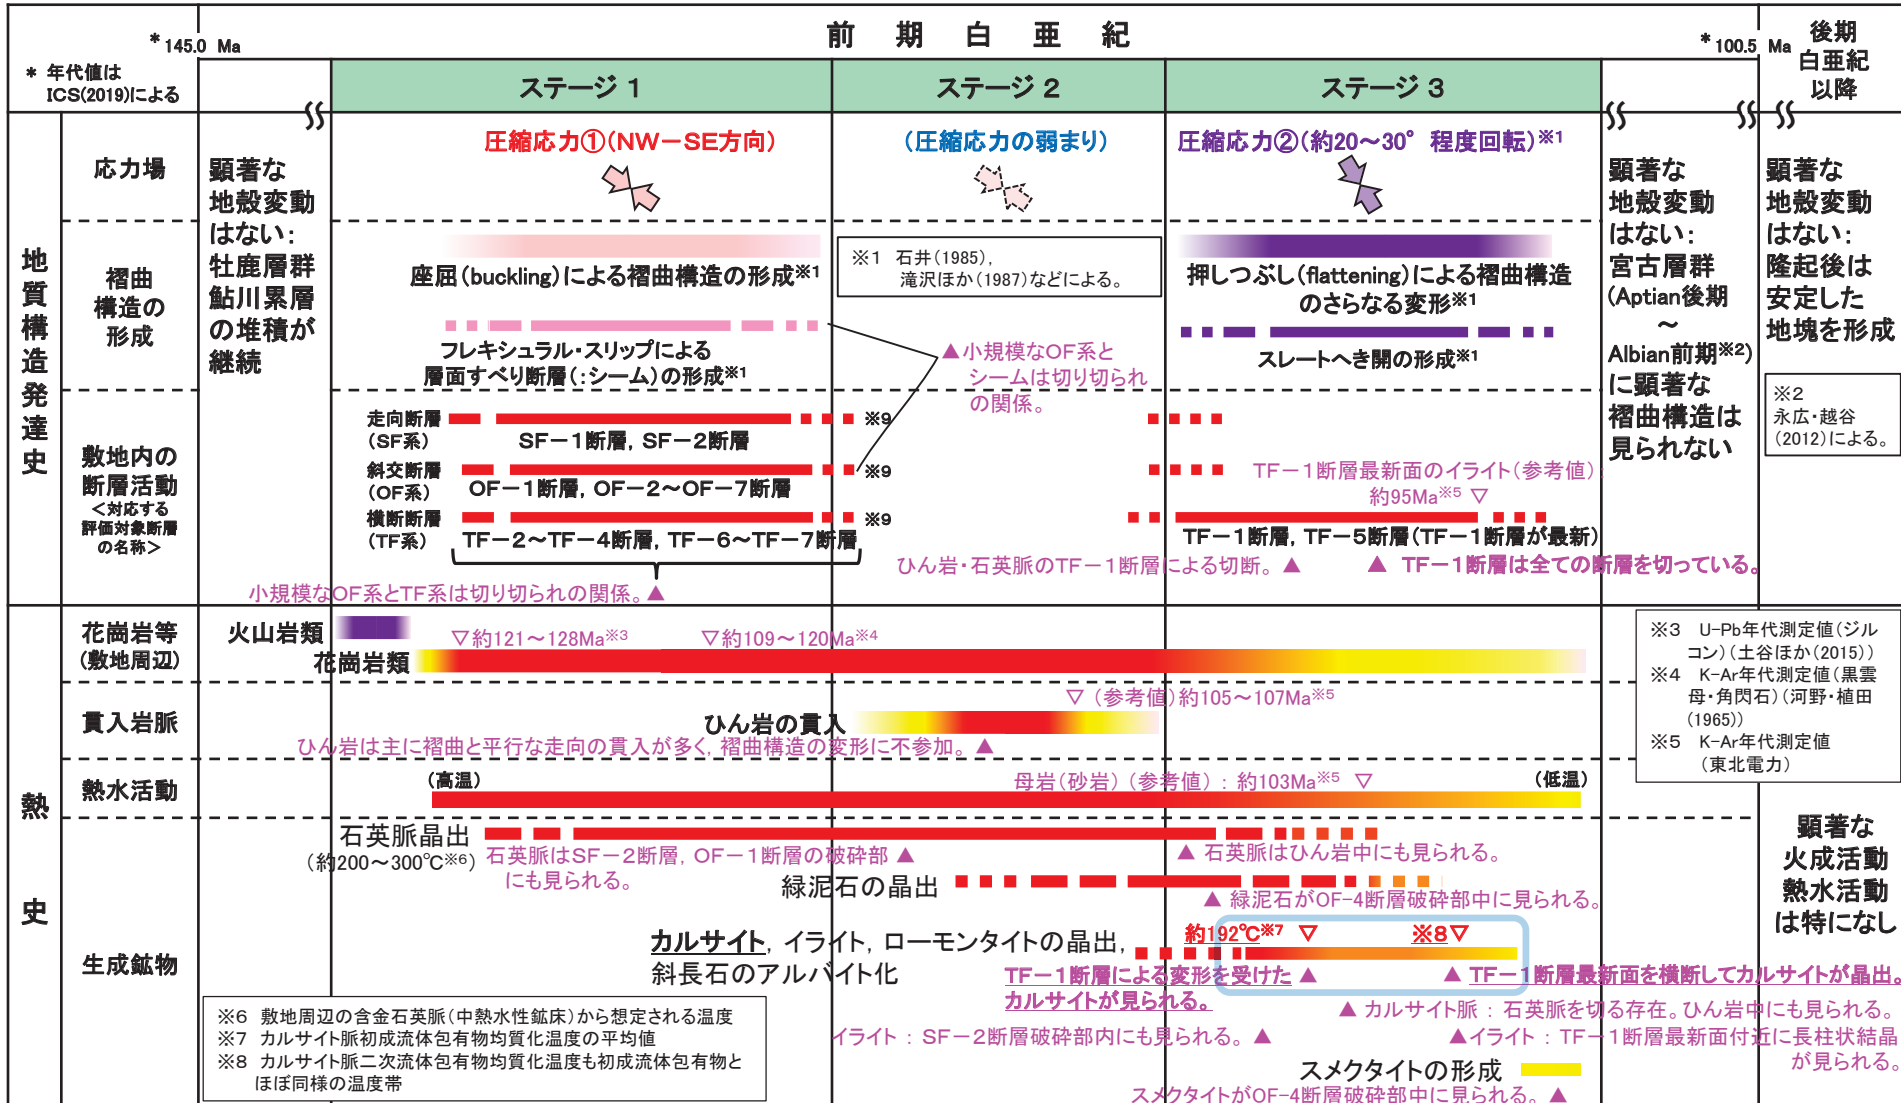 前 期 白 亜 紀
* 145.0 Ma
* 100.5 Ma
後期
白亜紀
以降
* 年代値は
ICS(2019)による
ステージ 1
ステージ 2
ステージ 3
地質構造発達史
応力場
圧縮応力①(NW－SE方向)
(圧縮応力の弱まり)
圧縮応力②(約20～30° 程度回転)※1
顕著な
地殻変動
はない:
牡鹿層群
鮎川累層
の堆積が
継続
褶曲
構造の
形成
座屈(buckling)による褶曲構造の形成※1
フレキシュラル・スリップによる
層面すべり断層(:シーム)の形成※1
※1 石井(1985),
滝沢ほか(1987)などによる。
▲小規模なOF系と
シームは切り切られ
の関係。
押しつぶし(flattening)による褶曲構造
のさらなる変形※1
スレートへき開の形成※1
顕著な
地殻変動
はない:
宮古層群
(Aptian後期
～
Albian前期※2)
に顕著な
褶曲構造は
見られない
顕著な
地殻変動
はない:
隆起後は
安定した
地塊を形成
※2
永広・越谷
(2012)による。
敷地内の
断層活動
<対応する
評価対象断層
の名称>
走向断層
(SF系)
※9
SF－1断層, SF－2断層
斜交断層
(OF系)
※9
OF－1断層, OF－2～OF－7断層
横断断層
(TF系)
※9
TF－2～TF－4断層, TF－6～TF－7断層
TF－1断層最新面のイライト(参考値)
約95Ma※5 ▽
TF－1断層, TF－5断層(TF－1断層が最新)
ひん岩・石英脈のTF－1断層による切断。▲
▲ TF－1断層は全ての断層を切っている。
小規模なOF系とTF系は切り切られの関係。▲
熱史
花崗岩等
(敷地周辺)
火山岩類
花崗岩類
▽約121～128Ma※3
▽約109～120Ma※4
※3 U-Pb年代測定値(ジル
コン)(土谷ほか(2015))
※4 K-Ar年代測定値(黒雲
母・角閃石)(河野・植田
(1965))
※5 K-Ar年代測定値
(東北電力)
貫入岩脈
▽ (参考値)約105～107Ma※5
ひん岩の貫入
ひん岩は主に褶曲と平行な走向の貫入が多く, 褶曲構造の変形に不参加。▲
熱水活動
(高温)
母岩(砂岩) (参考値) : 約103Ma※5 ▽
(低温)
生成鉱物
石英脈晶出
(約200～300℃※6)
石英脈はSF－2断層, OF－1断層の破砕部 ▲
にも見られる。
▲ 石英脈はひん岩中にも見られる。
緑泥石の晶出
▲ 緑泥石がOF-4断層破砕部中に見られる。
カルサイト, イライト, ローモンタイトの晶出,
斜長石のアルバイト化
約192℃※7 ▽
※8▽
TF－1断層による変形を受けた ▲
カルサイトが見られる。
▲ TF－1断層最新面を横断してカルサイトが晶出。
▲ カルサイト脈 : 石英脈を切る存在。ひん岩中にも見られる。
イライト : SF－2断層破砕部内にも見られる。▲
▲イライト : TF－1断層最新面付近に長柱状結晶
が見られる。
スメクタイトの形成
スメクタイトがOF-4断層破砕部中に見られる。▲
※6 敷地周辺の含金石英脈(中熱水性鉱床)から想定される温度
※7 カルサイト脈初成流体包有物均質化温度の平均値
※8 カルサイト脈二次流体包有物均質化温度も初成流体包有物と
ほぼ同様の温度帯
顕著な
火成活動
熱水活動
は特になし